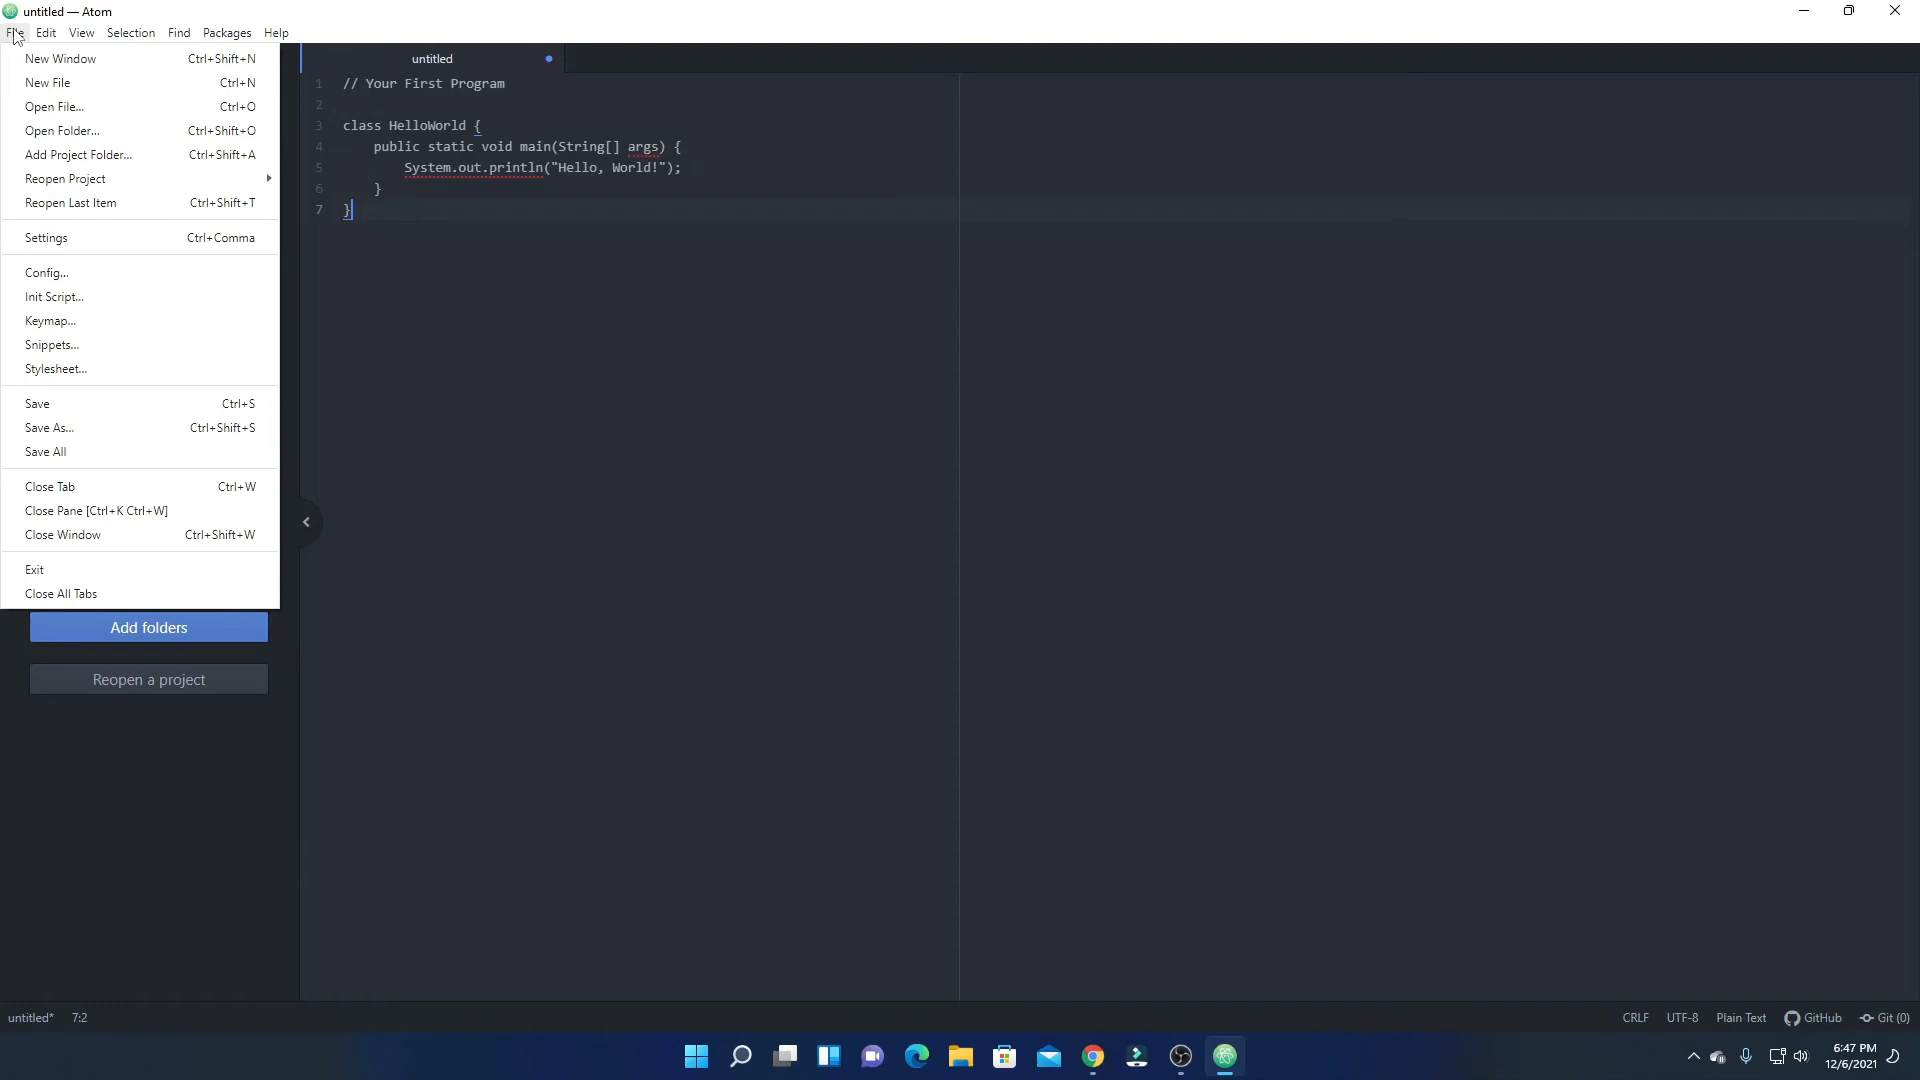 untitled — Atom
File Edit View Selection Find Packages Help
New Window Ctrl+Shift+N
New File Ctrl+N
Open File... Ctrl+O
Open Folder... Ctrl+Shift+O
Add Project Folder... Ctrl+Shift+A
Reopen Project
Reopen Last Item Ctrl+Shift+T
Settings Ctrl+Comma
Config...
Init Script...
Keymap...
Snippets...
Stylesheet...
Save Ctrl+S
Save As... Ctrl+Shift+S
Save All
Close Tab Ctrl+W
Close Pane [Ctrl+K Ctrl+W]
Close Window Ctrl+Shift+W
Exit
Close All Tabs
Add folders
Reopen a project
untitled
1 // Your First Program
2
3 class HelloWorld {
4 public static void main(String[] args) {
5 System.out.println("Hello, World!");
6 }
7 }
untitled* 7:2
CRLF UTF-8 Plain Text GitHub Git (0)
6:47 PM
12/6/2021